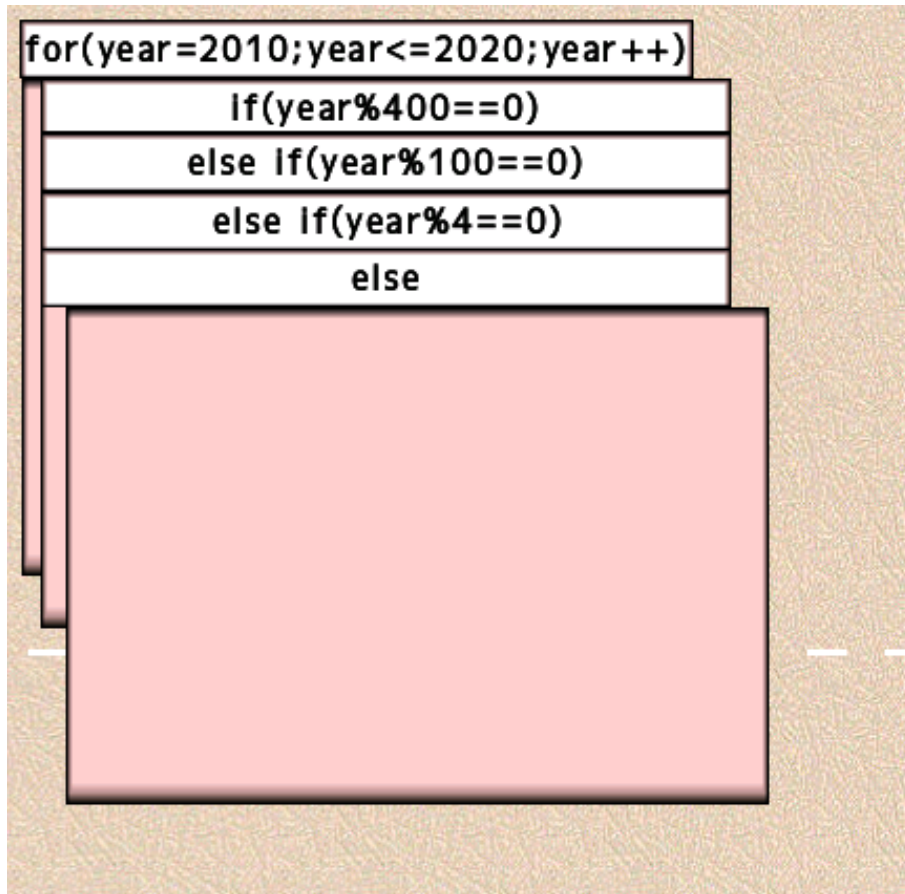 for(year=2010;year<=2020;year++)
if(year%400==0)
else if(year%100==0)
else if(year%4==0)
else